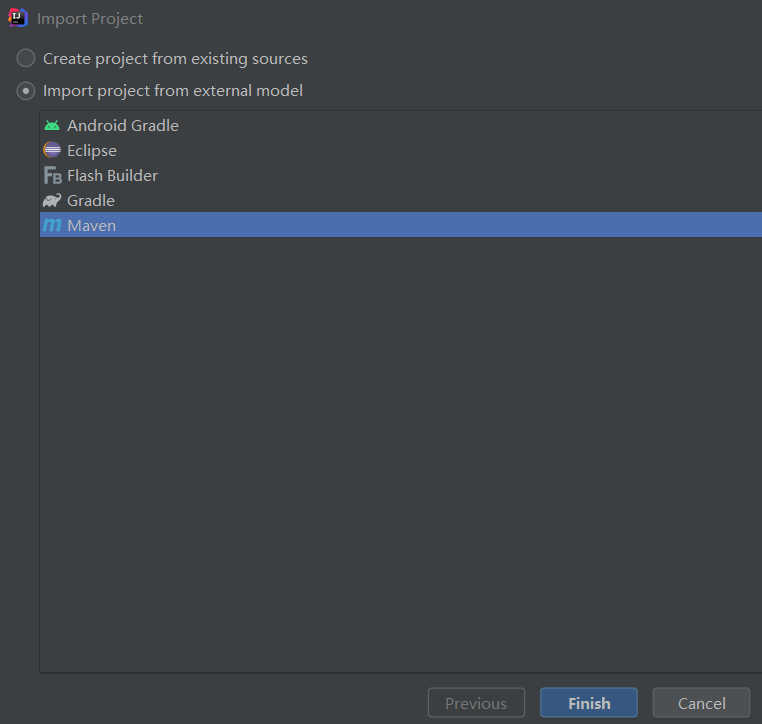 Import Project
Create project from existing sources
Import project from external model
Android Gradle
Eclipse
Flash Builder
Gradle
Maven
Previous
Finish
Cancel